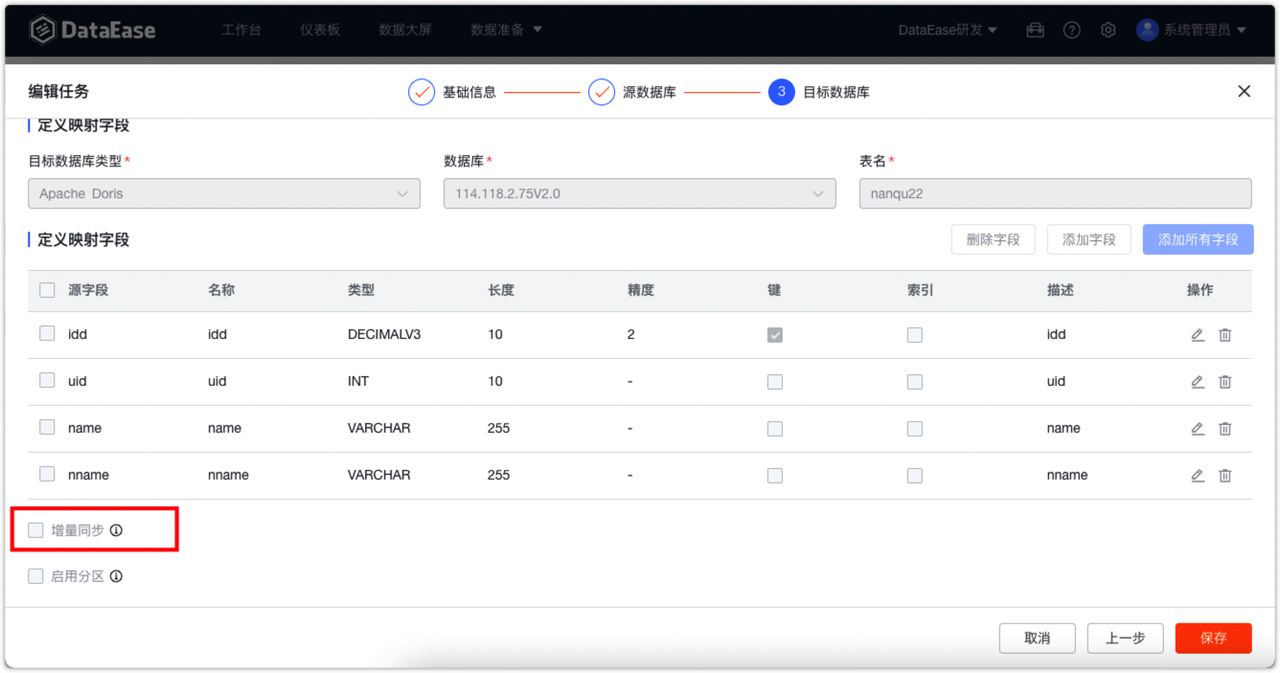 DataEase 工作台 仪表板 数据大屏 数据准备 DataEase研发 系统管理员
编辑任务 基础信息 源数据库 3 目标数据库
定义映射字段
目标数据库类型* 数据库* 表名*
Apache Doris 114.118.2.75V2.0 nanqu22
定义映射字段 删除字段 添加字段 添加所有字段
源字段 名称 类型 长度 精度 键 索引 描述 操作
idd idd DECIMALV3 10 2 idd
uid uid INT 10 - uid
name name VARCHAR 255 - name
nname nname VARCHAR 255 - nname
增量同步
启用分区
取消 上一步 保存